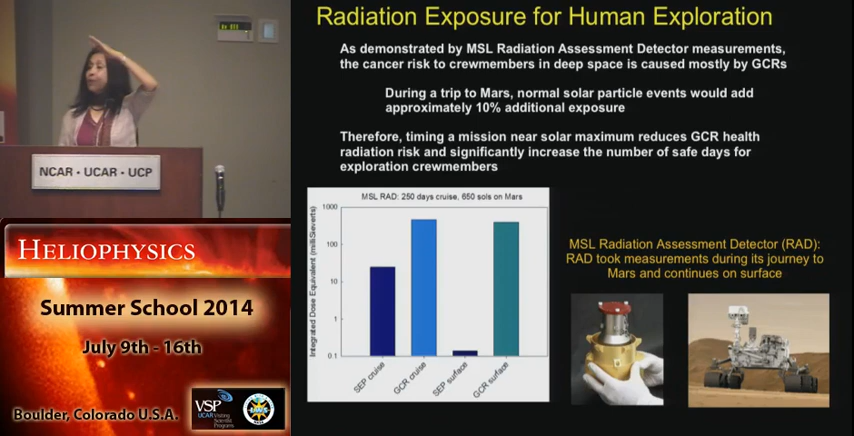 Radiation Exposure for Human Exploration
As demonstrated by MSL Radiation Assessment Detector measurements,
the cancer risk to crewmembers in deep space is caused mostly by GCRs
During a trip to Mars, normal solar particle events would add
approximately 10% additional exposure
Therefore, timing a mission near solar maximum reduces GCR health
radiation risk and significantly increase the number of safe days for
exploration crewmembers
MSL RAD: 250 days cruise, 650 sols on Mars
Integrated Dose Equivalent (milliSieverts)
1000
100
10
1
0.1
SEP cruise
GCR cruise
SEP surface
GCR surface
MSL Radiation Assessment Detector (RAD):
RAD took measurements during its journey to
Mars and continues on surface
NCAR • UCAR • UCP
HELIOPHYSICS
Summer School 2014
July 9th - 16th
Boulder, Colorado U.S.A.
VSP
UCAR Visiting
Scientist
Programs